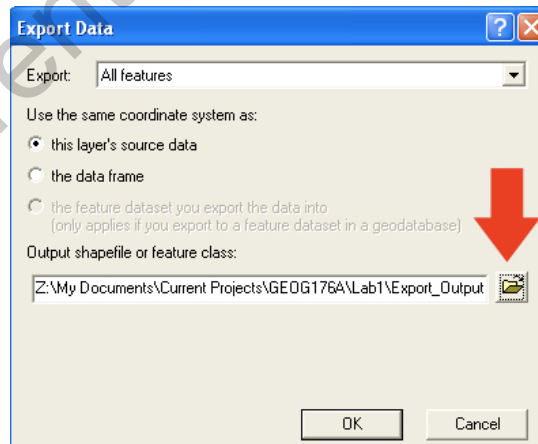 Export Data
Export: All features
Use the same coordinate system as:
this layer's source data
the data frame
the feature dataset you export the data into
(only applies if you export to a feature dataset in a geodatabase)
Output shapefile or feature class:
Z:\My Documents\Current Projects\GEOG176A\Lab1\Export_Output
OK Cancel